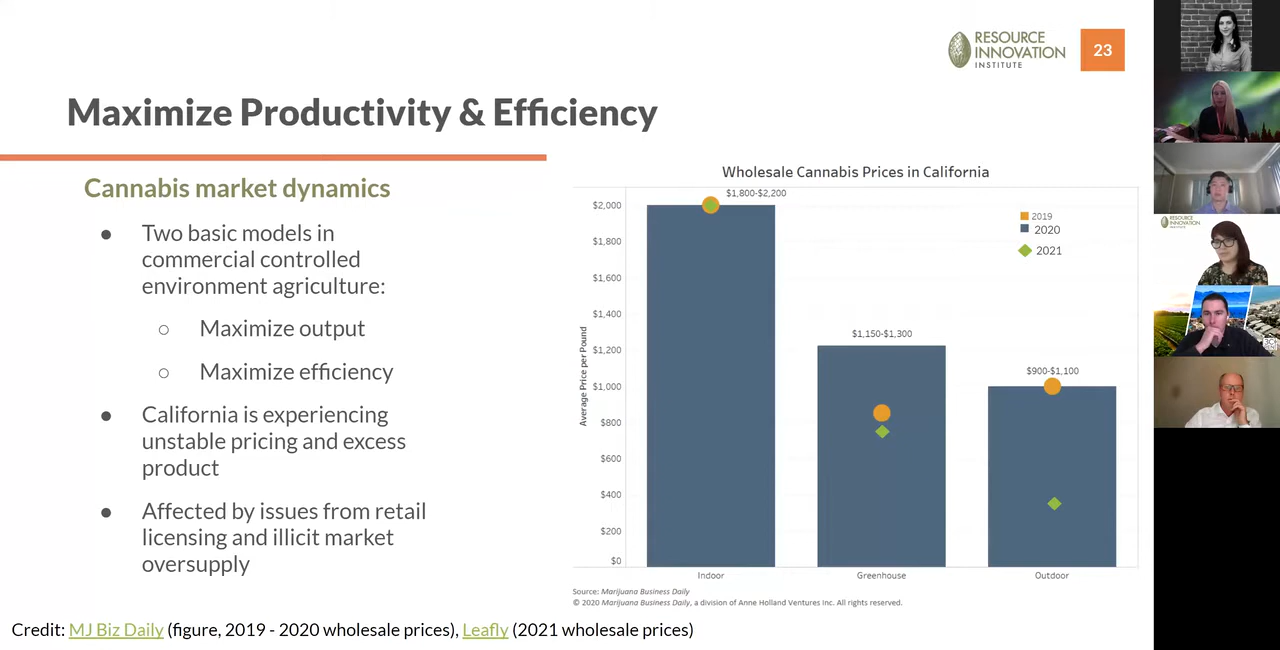 RESOURCE
INNOVATION
INSTITUTE
23
Maximize Productivity & Efficiency
Cannabis market dynamics
● Two basic models in
commercial controlled
environment agriculture:
○ Maximize output
○ Maximize efficiency
● California is experiencing
unstable pricing and excess
product
● Affected by issues from retail
licensing and illicit market
oversupply
Wholesale Cannabis Prices in California
Average Price per Pound
$2,000
$1,800
$1,600
$1,400
$1,200
$1,000
$800
$600
$400
$200
$0
$1,800-$2,200
$1,150-$1,300
$900-$1,100
2019
2020
2021
Indoor
Greenhouse
Outdoor
Source: Marijuana Business Daily
© 2020 Marijuana Business Daily, a division of Anne Holland Ventures Inc. All rights reserved.
Credit: MJ Biz Daily (figure, 2019 - 2020 wholesale prices), Leafly (2021 wholesale prices)
RESOURCE
INNOVATION
INSTITUTE